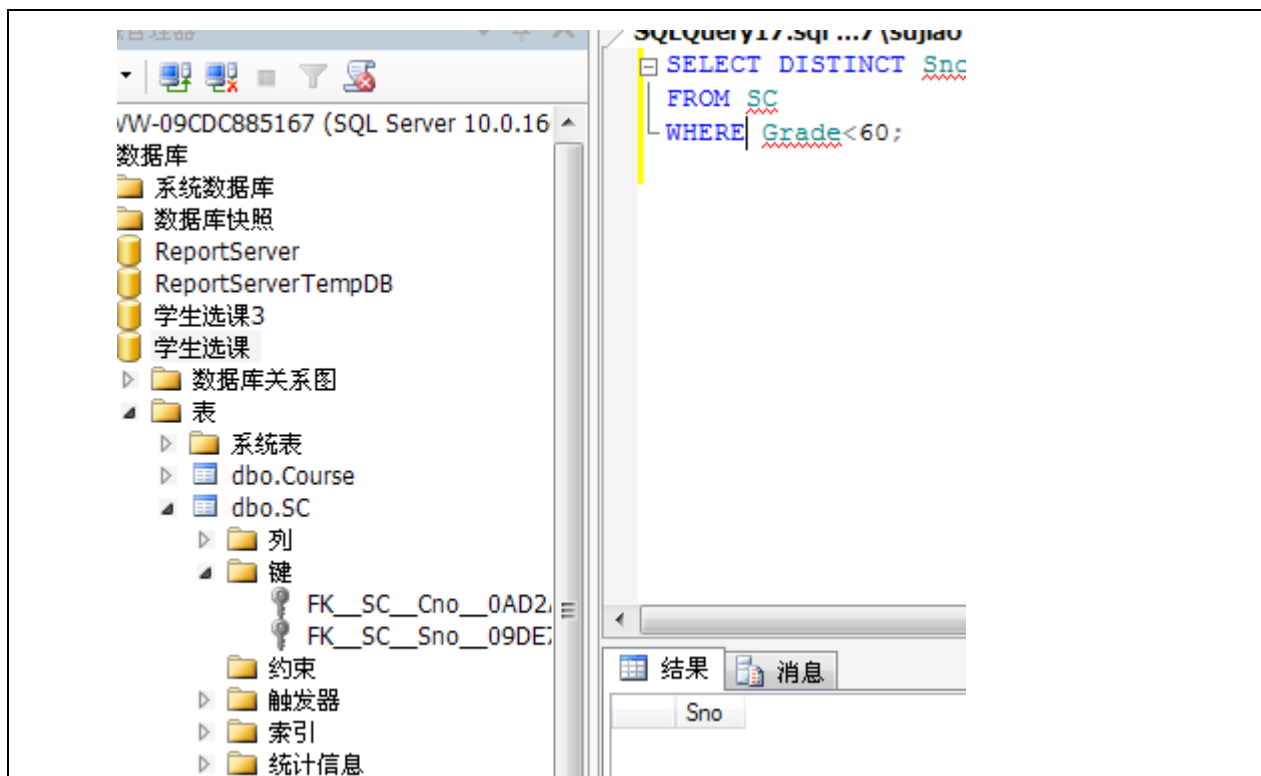 VW-09CDC885167 (SQL Server 10.0.16
数据库
系统数据库
数据库快照
ReportServer
ReportServerTempDB
学生选课3
学生选课
数据库关系图
表
系统表
dbo.Course
dbo.SC
列
键
FK__SC__Cno__0AD2
FK__SC__Sno__09DE
约束
触发器
索引
统计信息
SQLQuery17.sql ...7 \sujiao
SELECT DISTINCT Sno
FROM SC
WHERE Grade<60;
结果 消息
Sno